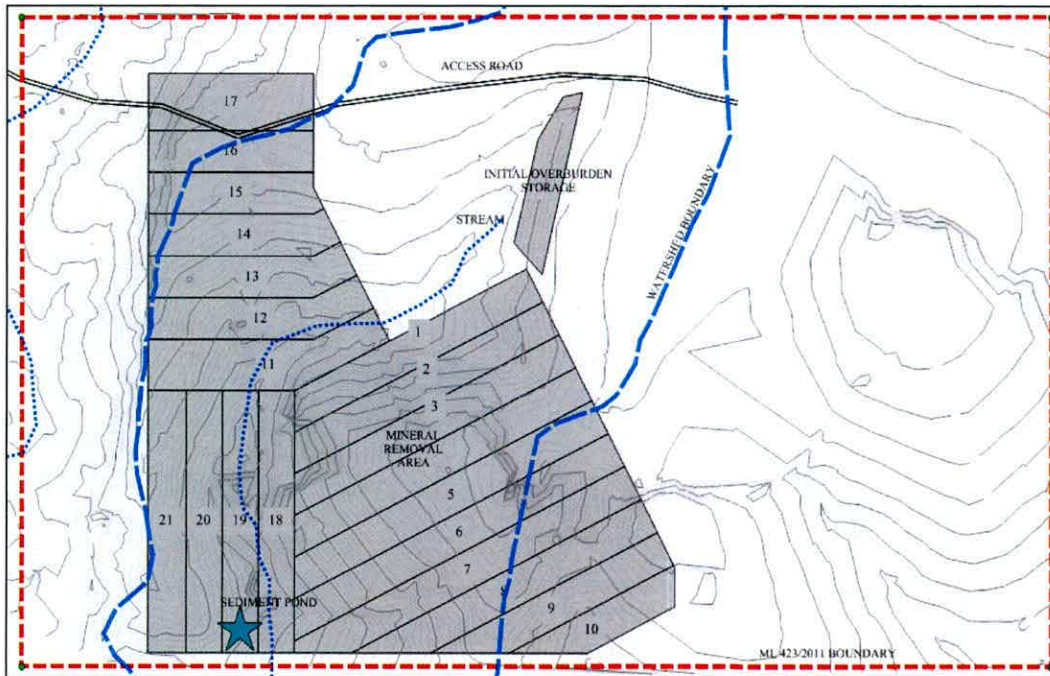 ACCESS ROAD
17
16
INITIAL OVERBURDEN
STORAGE
15
STREAM
14
WATERSHED BOUNDARY
13
12
1
11
2
3
MINERAL
REMOVAL
AREA
5
6
21
20
19
18
7
SEDIMENT POND
9
10
ML 423/2011 BOUNDARY